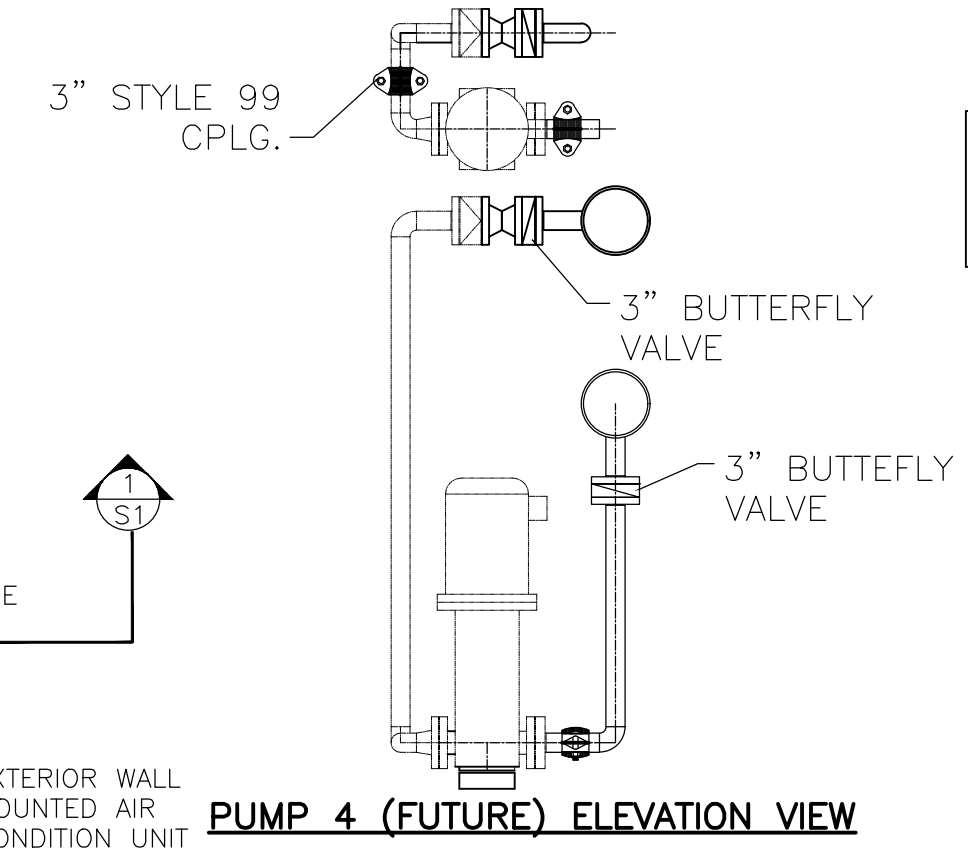 3” STYLE 99
CPLG.
3” BUTTERFLY
VALVE
3” BUTTEFLY
VALVE
1
S1
E
XTERIOR WALL
OUNTED AIR
ONDITION UNIT
PUMP 4 (FUTURE) ELEVATION VIEW